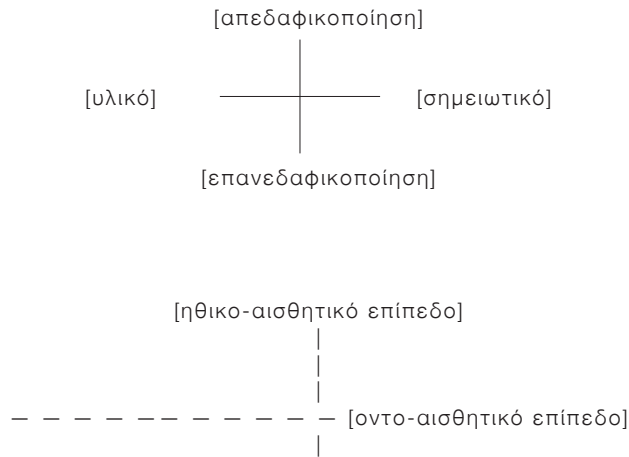 [απεδαφικοποίηση]
[υλικό] [σημειωτικό]
[επανεδαφικοποίηση]
[ηθικο-αισθητικό επίπεδο]
[οντο-αισθητικό επίπεδο]